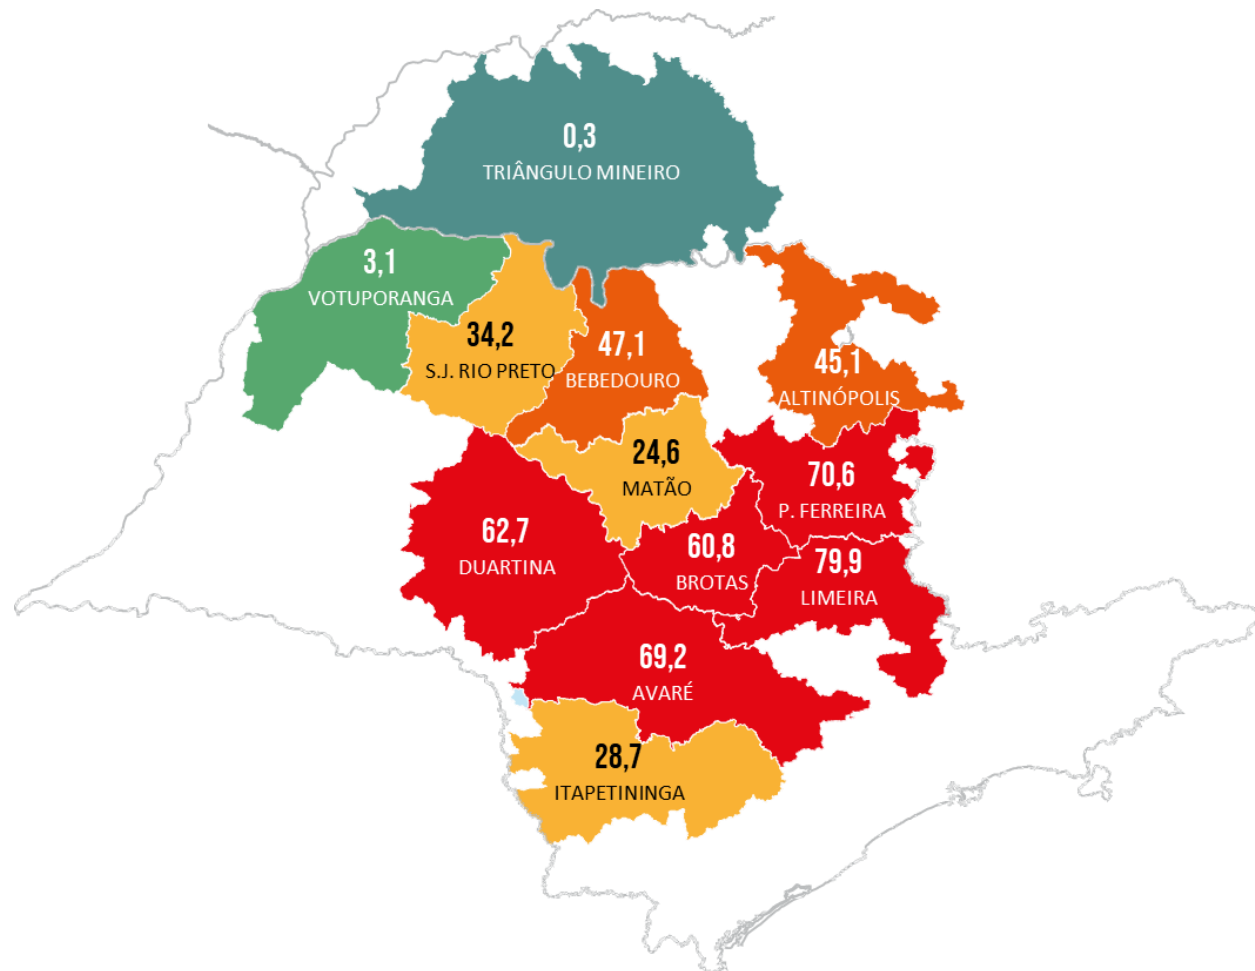 0,3
TRIÂNGULO MINEIRO
3,1
VOTUPORANGA
34,2
S.J. RIO PRETO
47,1
BEBEDOURO
45,1
ALTINÓPOLIS
24,6
MATÃO
70,6
P. FERREIRA
62,7
DUARTINA
60,8
BROTAS
79,9
LIMEIRA
69,2
AVARÉ
28,7
ITAPETININGA